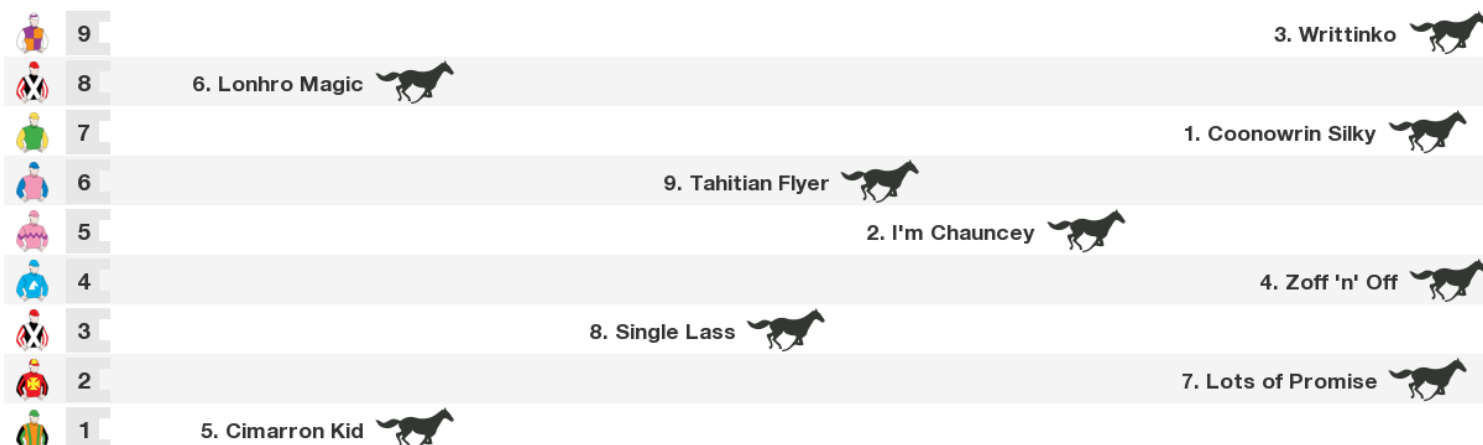 9 3. Writtinko
8 6. Lonhro Magic
7 1. Coonowrin Silky
6 9. Tahitian Flyer
5 2. I'm Chauncey
4 4. Zoff 'n' Off
3 8. Single Lass
2 7. Lots of Promise
1 5. Cimarron Kid